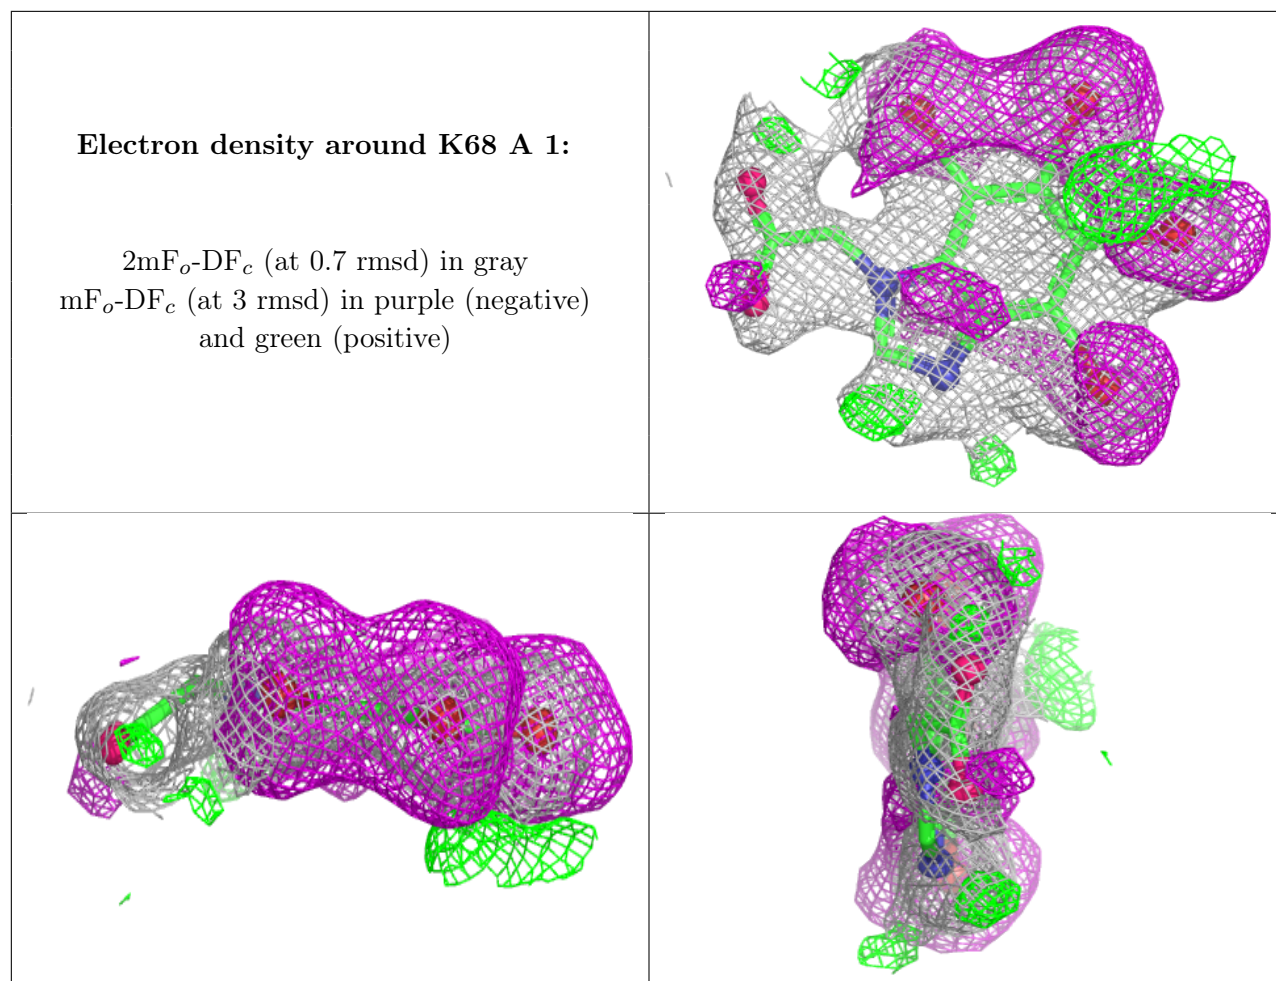 Electron density around K68 A 1:
2mFo-DFc (at 0.7 rmsd) in gray
mFo-DFc (at 3 rmsd) in purple (negative)
and green (positive)